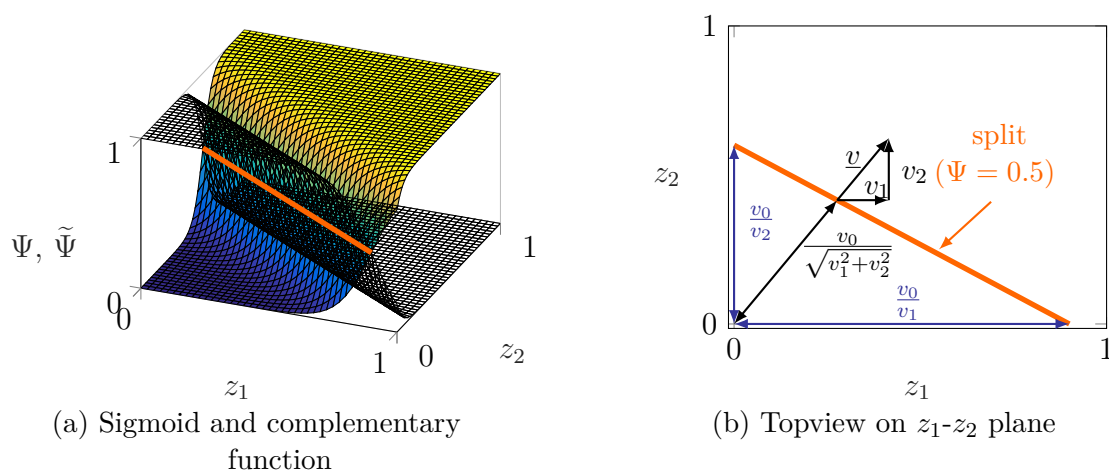 1
Ψ, Ψ̃
0
0
1
0
1
z₁
z₂
(a) Sigmoid and complementary
function
1
z₂
0
0
1
z₁
v₀/v₂
v₀/√(v₁²+v₂²)
v₀/v₁
v
v₁
v₂
split
(Ψ = 0.5)
(b) Topview on z₁-z₂ plane